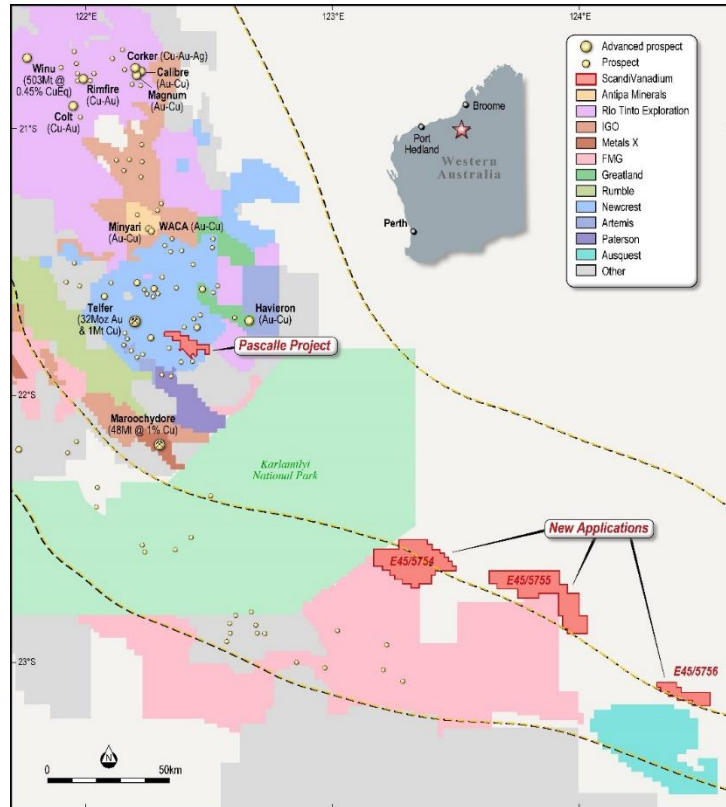 122°E
123°E
124°E
Corker (Cu-Au-Ag)
Winu
(503Mt @
0.45% CuEq)
Calibre
(Au-Cu)
Rimfire
(Cu-Au)
Magnum
(Au-Cu)
Colt
(Cu-Au)
21°S
Minyari
(Au-Cu)
WACA (Au-Cu)
Telfer
(32Moz Au
& 1Mt Cu)
Havieron
(Au-Cu)
Pascalle Project
22°S
Maroochydore
(48Mt @ 1% Cu)
Karlamilyi
National Park
New Applications
E45/5754
E45/5755
E45/5756
23°S
N
0
50km
Broome
Port
Hedland
Western
Australia
Perth
Advanced prospect
Prospect
ScandiVanadium
Antipa Minerals
Rio Tinto Exploration
IGO
Metals X
FMG
Greatland
Rumble
Newcrest
Artemis
Paterson
Ausquest
Other